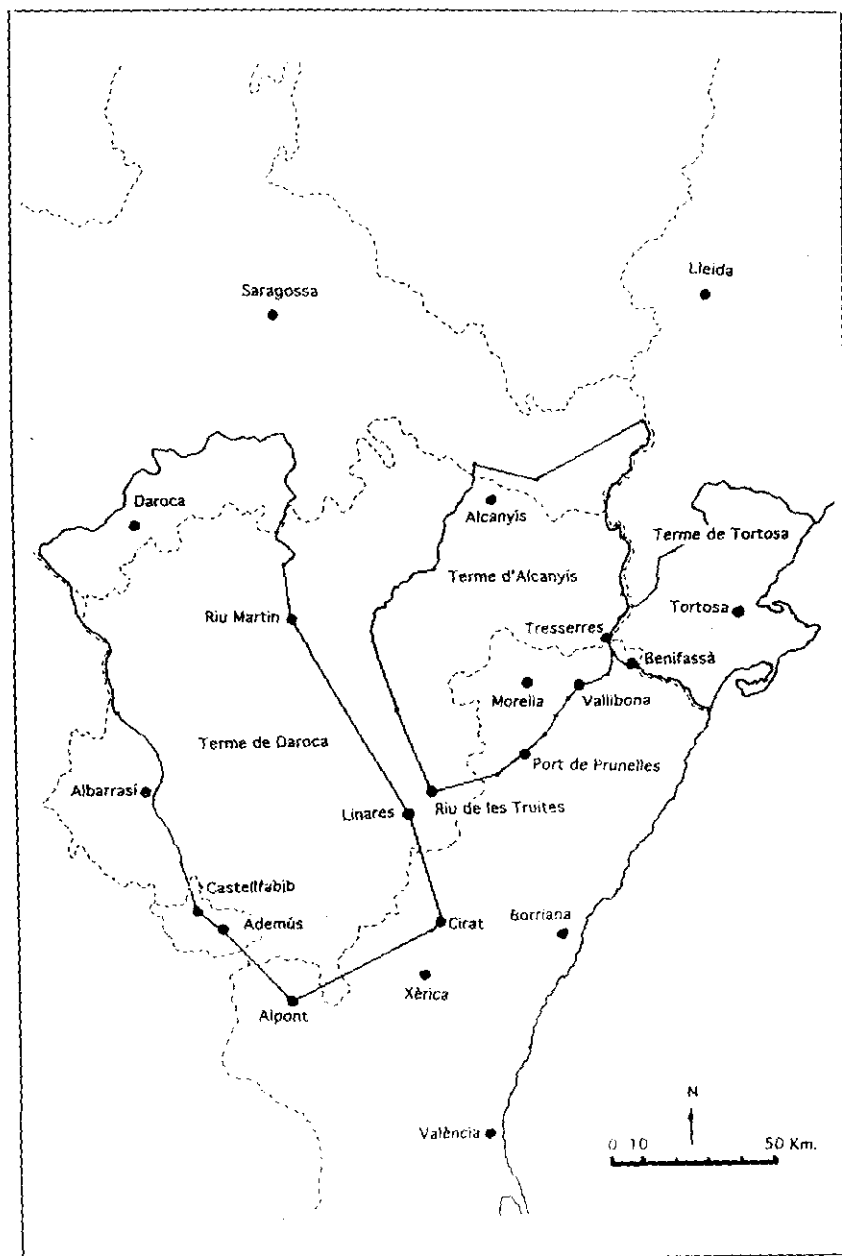 Lleida
Saragossa
Daroca
Alcanyís
Terme de Tortosa
Terme d'Alcanyís
Tortosa
Riu Martin
Tresserres
Benifassà
Morella
Vallibona
Terme de Daroca
Port de Prunelles
Albarrasí
Linares
Riu de les Truites
Castellfabib
Ademús
Cirat
Borriana
Xèrica
Alpont
N
València
0 10 50 Km.